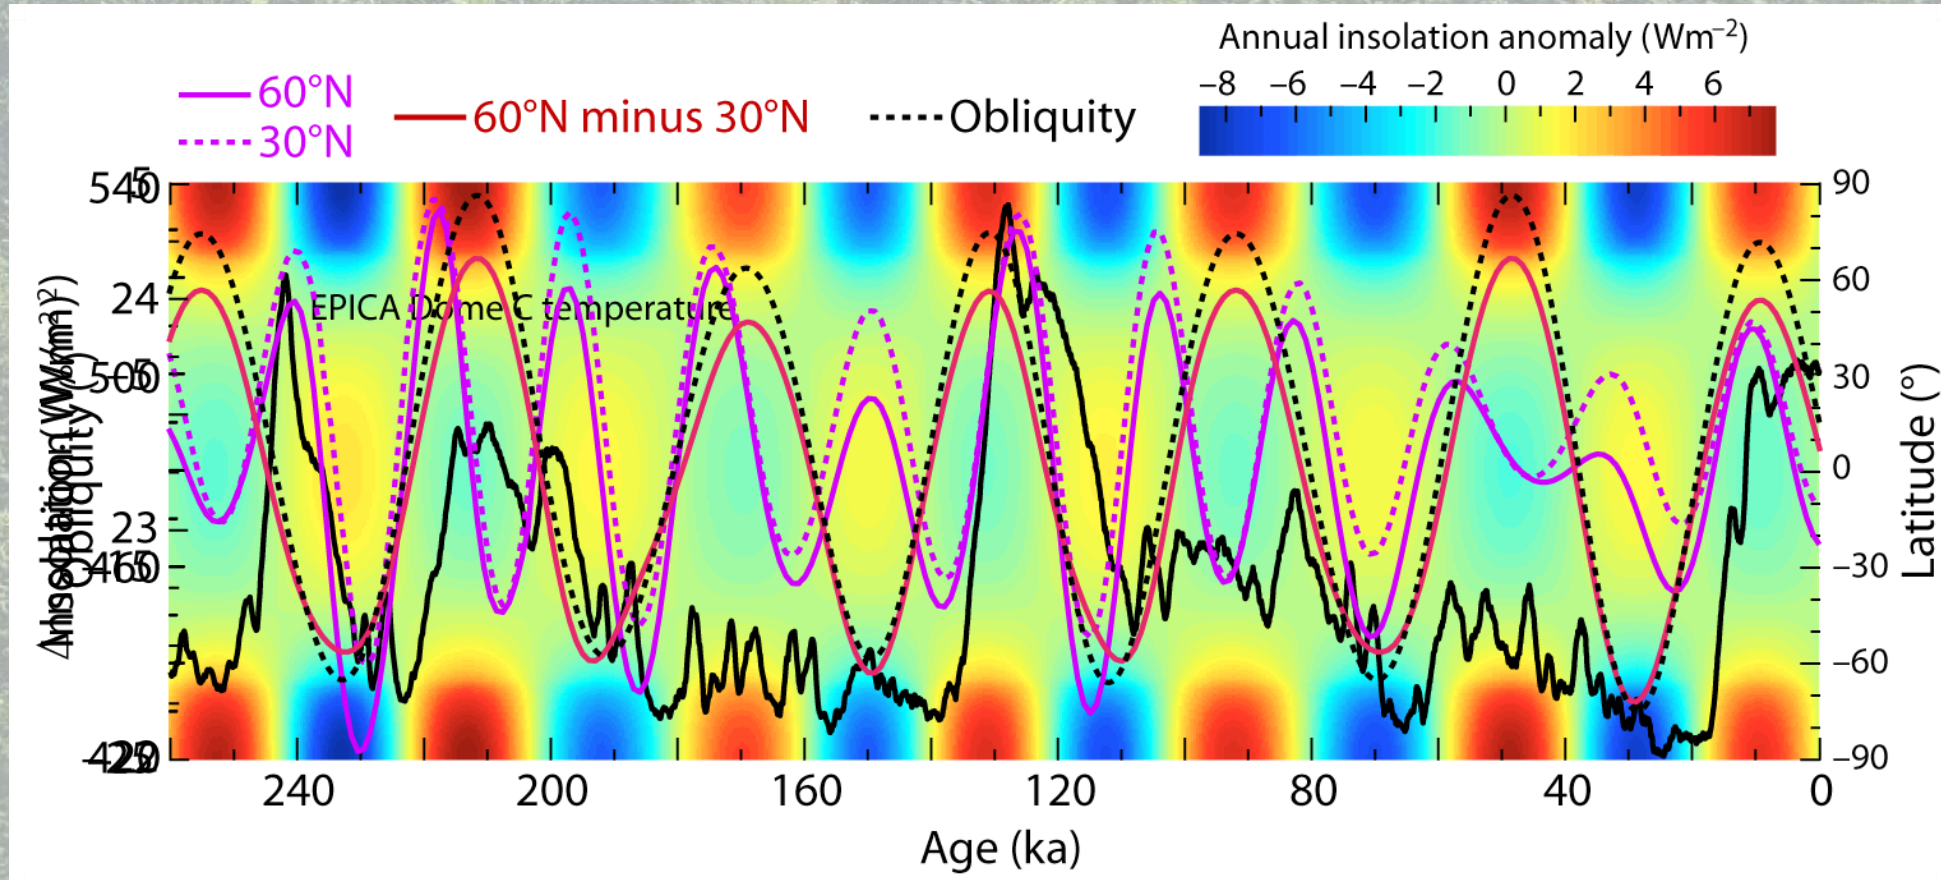 Annual insolation anomaly (Wm⁻²)
−8 −6 −4 −2 0 2 4 6
60°N
30°N
60°N minus 30°N
Obliquity
24
23
EPICA Dome C temperature
90
60
30
0
−30
−60
−90
Latitude (°)
240 200 160 120 80 40 0
Age (ka)